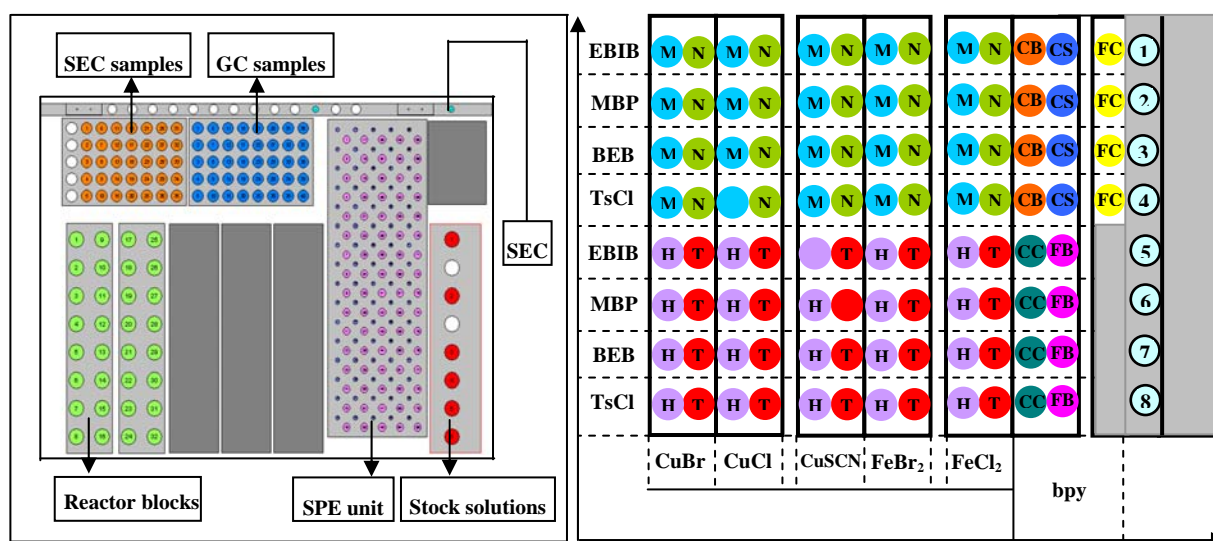 SEC samples
GC samples
SEC
Reactor blocks
SPE unit
Stock solutions
EBIB M N M N M N M N M N CB CS FC 1
MBP M N M N M N M N M N CB CS FC 2
BEB M N M N M N M N M N CB CS FC 3
TsCl M N N M N M N M N CB CS FC 4
EBIB H T H T T H T H T CC FB 5
MBP H T H T H H T H T CC FB 6
BEB H T H T H T H T H T CC FB 7
TsCl H T H T H T H T H T CC FB 8
CuBr CuCl CuSCN FeBr₂ FeCl₂
bpy